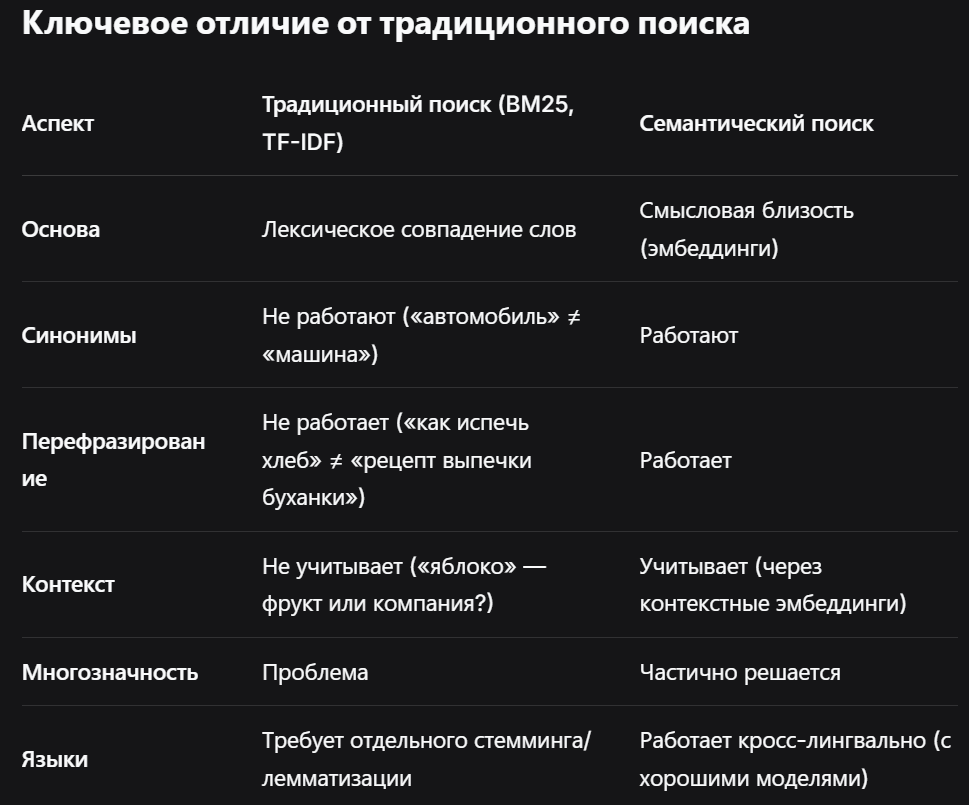 Ключевое отличие от традиционного поиска
Аспект
Традиционный поиск (BM25,
TF-IDF)
Семантический поиск
Основа
Лексическое совпадение слов
Смысловая близость
(эмбеддинги)
Синонимы
Не работают («автомобиль» ≠
«машина»)
Работают
Перефразирован
ие
Не работает («как испечь
хлеб» ≠ «рецепт выпечки
буханки»)
Работает
Контекст
Не учитывает («яблоко» —
фрукт или компания?)
Учитывает (через
контекстные эмбеддинги)
Многозначность
Проблема
Частично решается
Языки
Требует отдельного стемминга/
лемматизации
Работает кросс-лингвально (с
хорошими моделями)